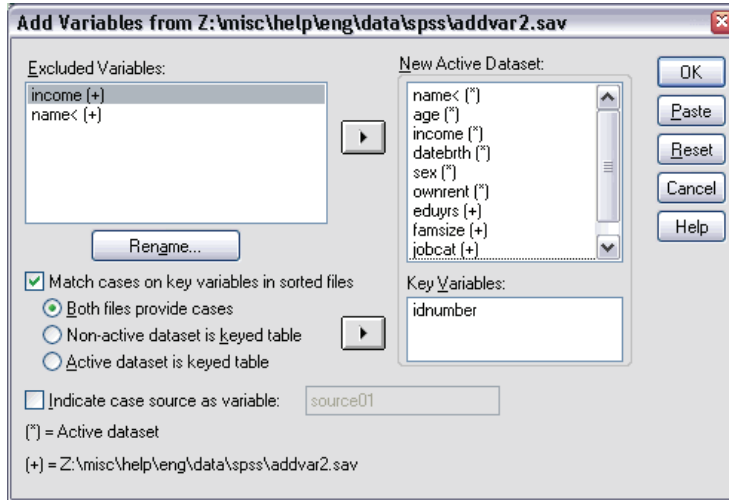 Add Variables from Z:\misc\help\eng\data\spss\addvar2.sav
Excluded Variables:
income (+)
name< (+)
Rename...
New Active Dataset:
name< (*)
age (*)
income (*)
datebrth (*)
sex (*)
ownrent (*)
eduyrs (+)
famsize (+)
jobcat (+)
OK
Paste
Reset
Cancel
Help
Match cases on key variables in sorted files
Both files provide cases
Non-active dataset is keyed table
Active dataset is keyed table
Key Variables:
idnumber
Indicate case source as variable:
source01
(*) = Active dataset
(+) = Z:\misc\help\eng\data\spss\addvar2.sav